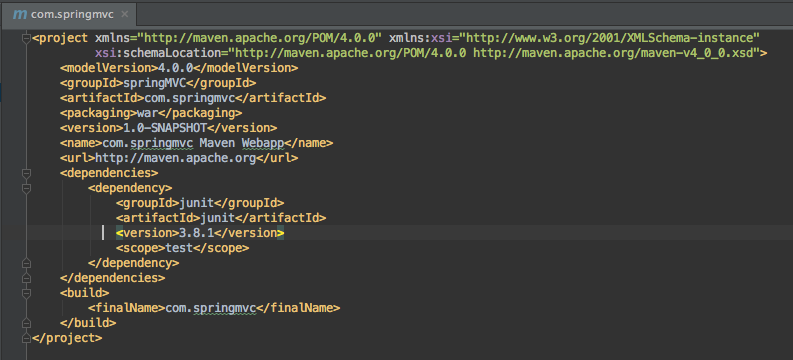 m com.springmvc ×
<project xmlns="http://maven.apache.org/POM/4.0.0" xmlns:xsi="http://www.w3.org/2001/XMLSchema-instance"
xsi:schemaLocation="http://maven.apache.org/POM/4.0.0 http://maven.apache.org/maven-v4_0_0.xsd">
<modelVersion>4.0.0</modelVersion>
<groupId>springMVC</groupId>
<artifactId>com.springmvc</artifactId>
<packaging>war</packaging>
<version>1.0-SNAPSHOT</version>
<name>com.springmvc Maven Webapp</name>
<url>http://maven.apache.org</url>
<dependencies>
<dependency>
<groupId>junit</groupId>
<artifactId>junit</artifactId>
<version>3.8.1</version>
<scope>test</scope>
</dependency>
</dependencies>
<build>
<finalName>com.springmvc</finalName>
</build>
</project>